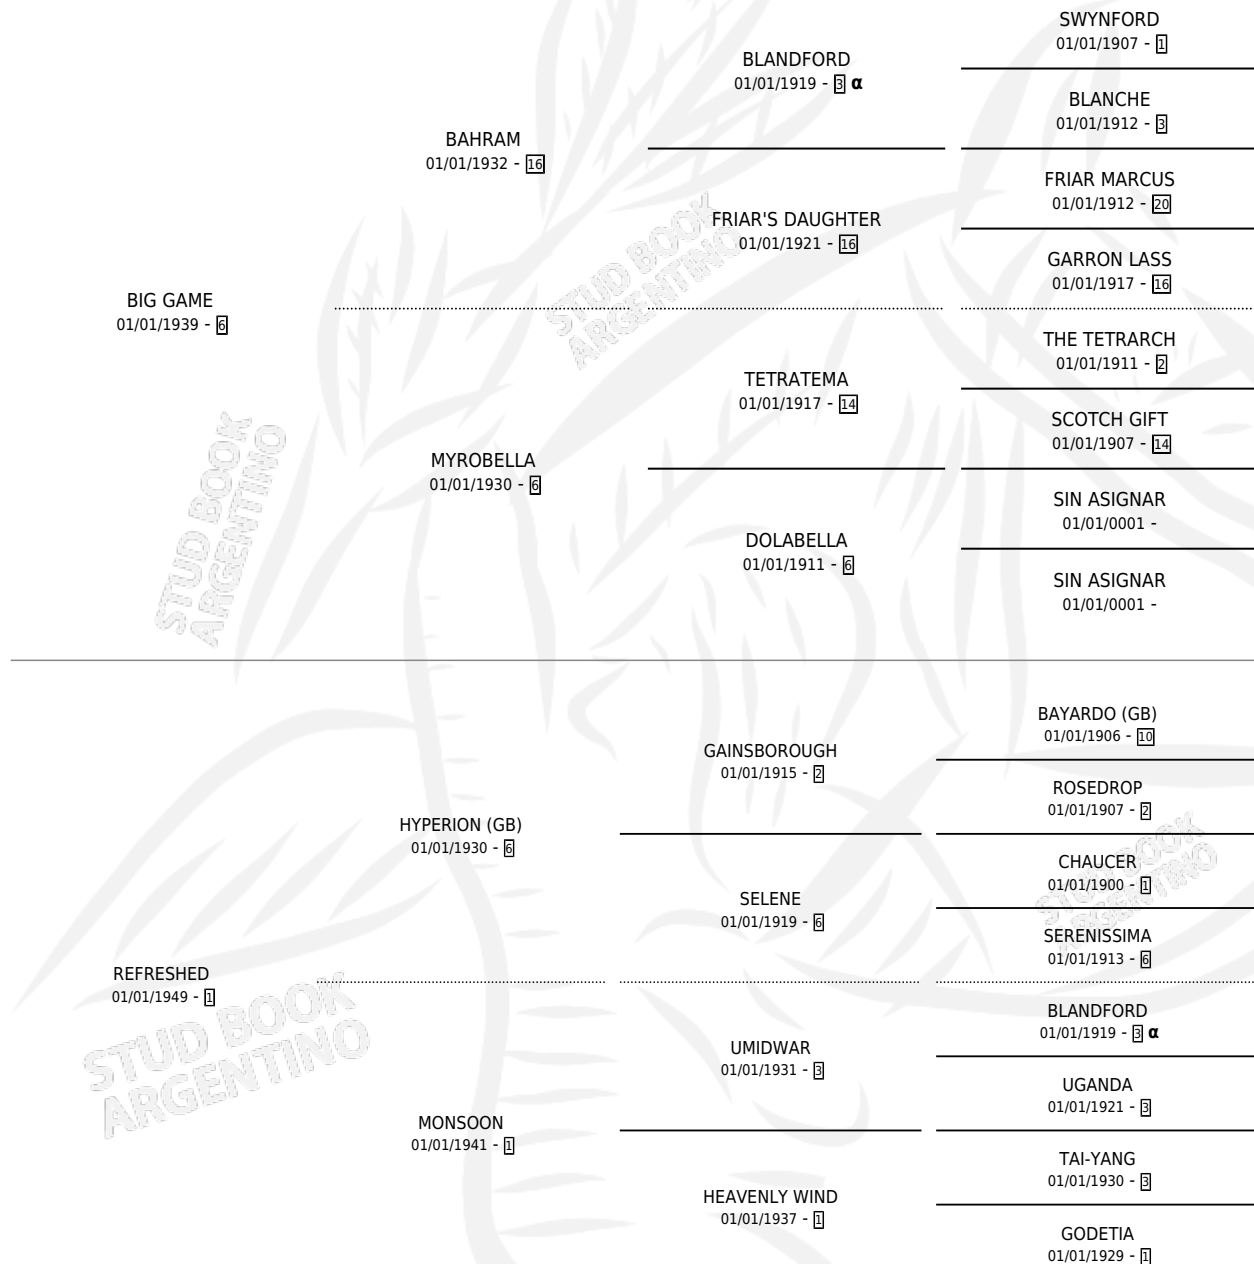 SWYNFORD
01/01/1907 - 1
BLANDFORD
01/01/1919 - 3 α
BLANCHE
01/01/1912 - 3
BAHRAM
01/01/1932 - 16
FRIAR MARCUS
01/01/1912 - 20
FRIAR'S DAUGHTER
01/01/1921 - 16
GARRON LASS
01/01/1917 - 16
BIG GAME
01/01/1939 - 6
THE TETRARCH
01/01/1911 - 2
TETRATEMA
01/01/1917 - 14
SCOTCH GIFT
01/01/1907 - 14
MYROBELLA
01/01/1930 - 6
SIN ASIGNAR
01/01/0001 -
DOLABELLA
01/01/1911 - 6
SIN ASIGNAR
01/01/0001 -
BAYARDO (GB)
01/01/1906 - 10
GAINSBOROUGH
01/01/1915 - 2
ROSEDROP
01/01/1907 - 2
HYPERION (GB)
01/01/1930 - 6
CHAUCER
01/01/1900 - 1
SELENE
01/01/1919 - 6
SERENISSIMA
01/01/1913 - 6
REFRESHED
01/01/1949 - 1
BLANDFORD
01/01/1919 - 3 α
UMIDWAR
01/01/1931 - 3
UGANDA
01/01/1921 - 3
MONSOON
01/01/1941 - 1
TAI-YANG
01/01/1930 - 3
HEAVENLY WIND
01/01/1937 - 1
GODETIA
01/01/1929 - 1
STUD BOOK
ARGENTINO
STUD BOOK
ARGENTINO
STUD BOOK
ARGENTINO
STUD BOOK
ARGENTINO